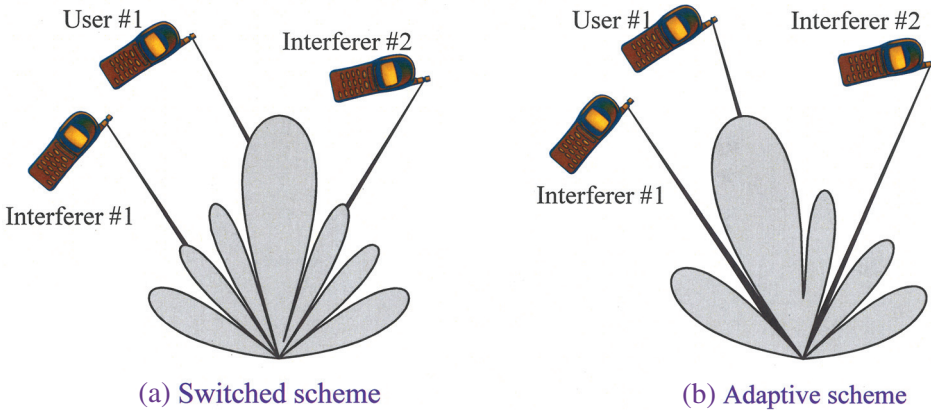 User #1
Interferer #2
Interferer #1
(a) Switched scheme
User #1
Interferer #2
Interferer #1
(b) Adaptive scheme